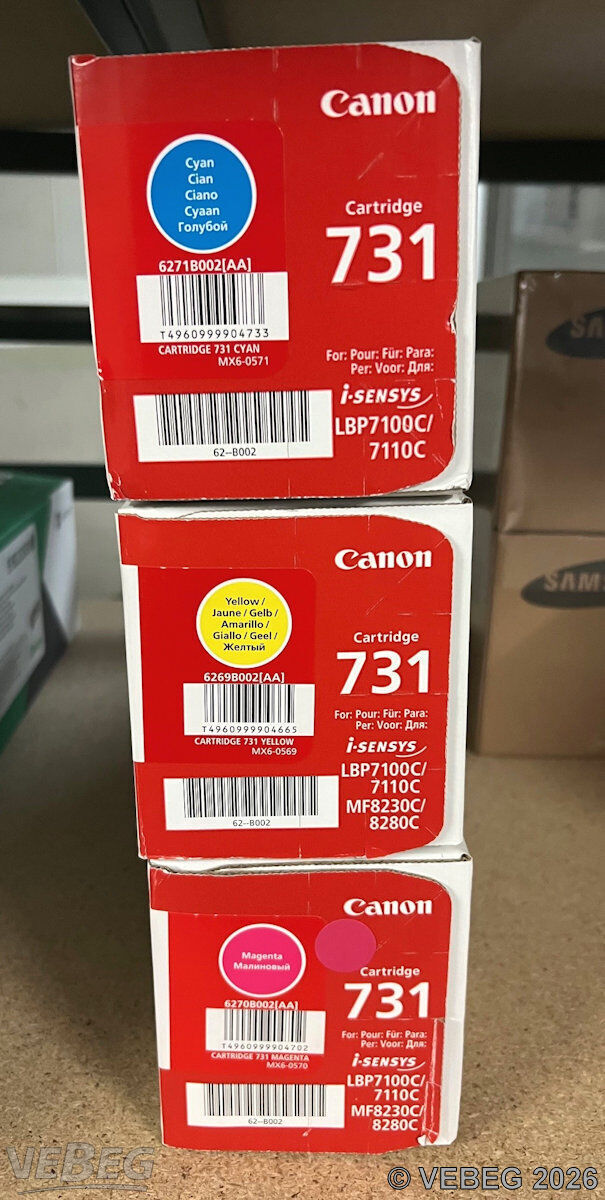 Canon
Cyan
Cian
Ciano
Cyaan
Голубой
Cartridge
731
6271B002[AA]
T4960999904733
CARTRIDGE 731 CYAN
MX6-0571
For: Pour: Für: Para:
Per: Voor: Для:
i-SENSYS
LBP7100C/
7110C
62--B002
Canon
Yellow /
Jaune / Gelb /
Amarillo /
Giallo / Geel /
Желтый
Cartridge
731
6269B002[AA]
T4960999904665
CARTRIDGE 731 YELLOW
MX6-0569
For: Pour: Für: Para:
Per: Voor: Для:
i-SENSYS
LBP7100C/
7110C
MF8230C/
8280C
62--B002
Canon
Magenta
Малиновый
Cartridge
731
6270B002[AA]
T4960999904702
CARTRIDGE 731 MAGENTA
MX6-0570
For: Pour: Für: Para:
Per: Voor: Для:
i-SENSYS
LBP7100C/
7110C
MF8230C/
8280C
62--B002
SA
SAM
VEBEG
© VEBEG 2026